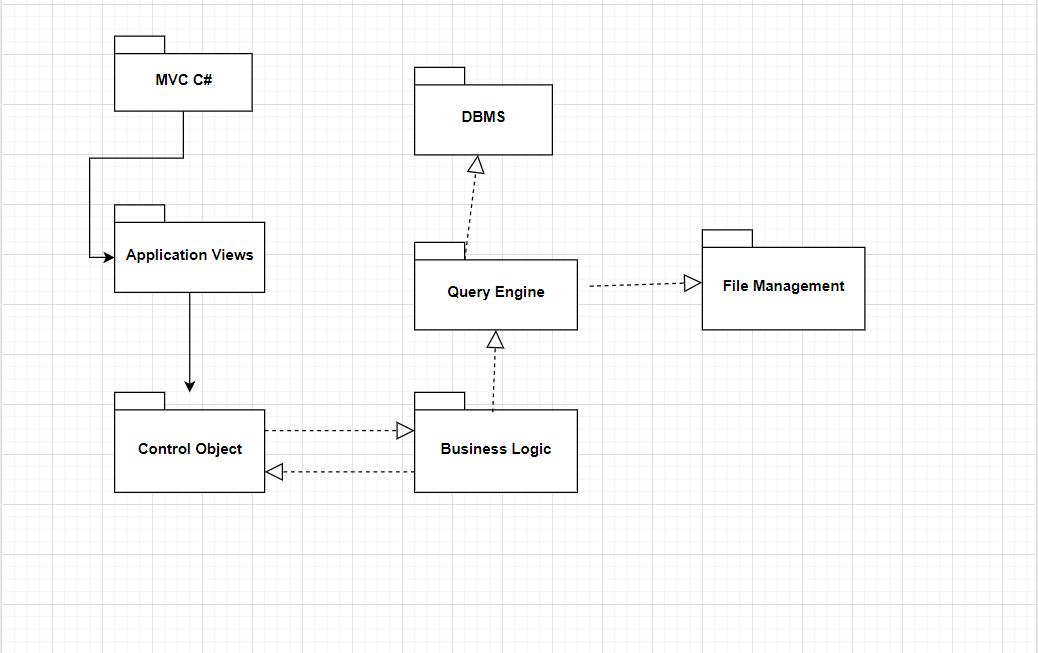 MVC C#
DBMS
Application Views
Query Engine
File Management
Control Object
Business Logic